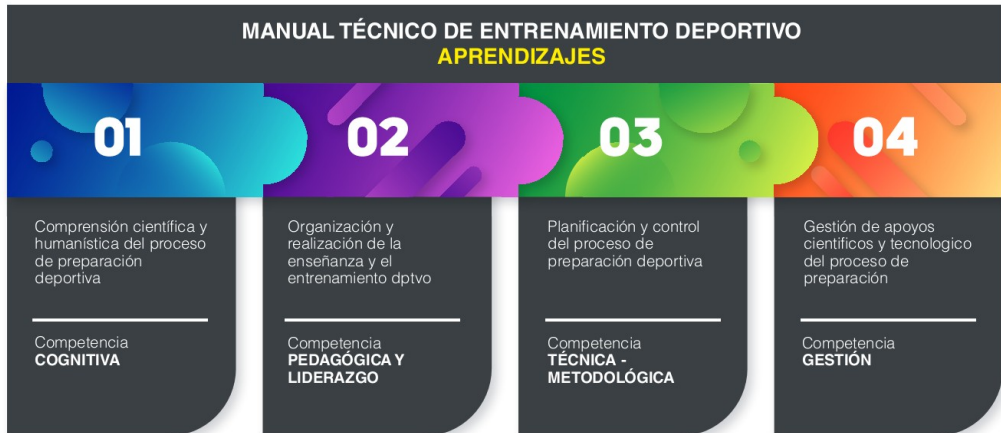 MANUAL TÉCNICO DE ENTRENAMIENTO DEPORTIVO
APRENDIZAJES
01
Comprensión científica y
humanística del proceso
de preparación
deportiva
Competencia
COGNITIVA
02
Organización y
realización de la
enseñanza y el
entrenamiento dptvo
Competencia
PEDAGÓGICA Y
LIDERAZGO
03
Planificación y control
del proceso de
preparación deportiva
Competencia
TÉCNICA -
METODOLÓGICA
04
Gestión de apoyos
científicos y tecnologico
del proceso de
preparación
Competencia
GESTIÓN